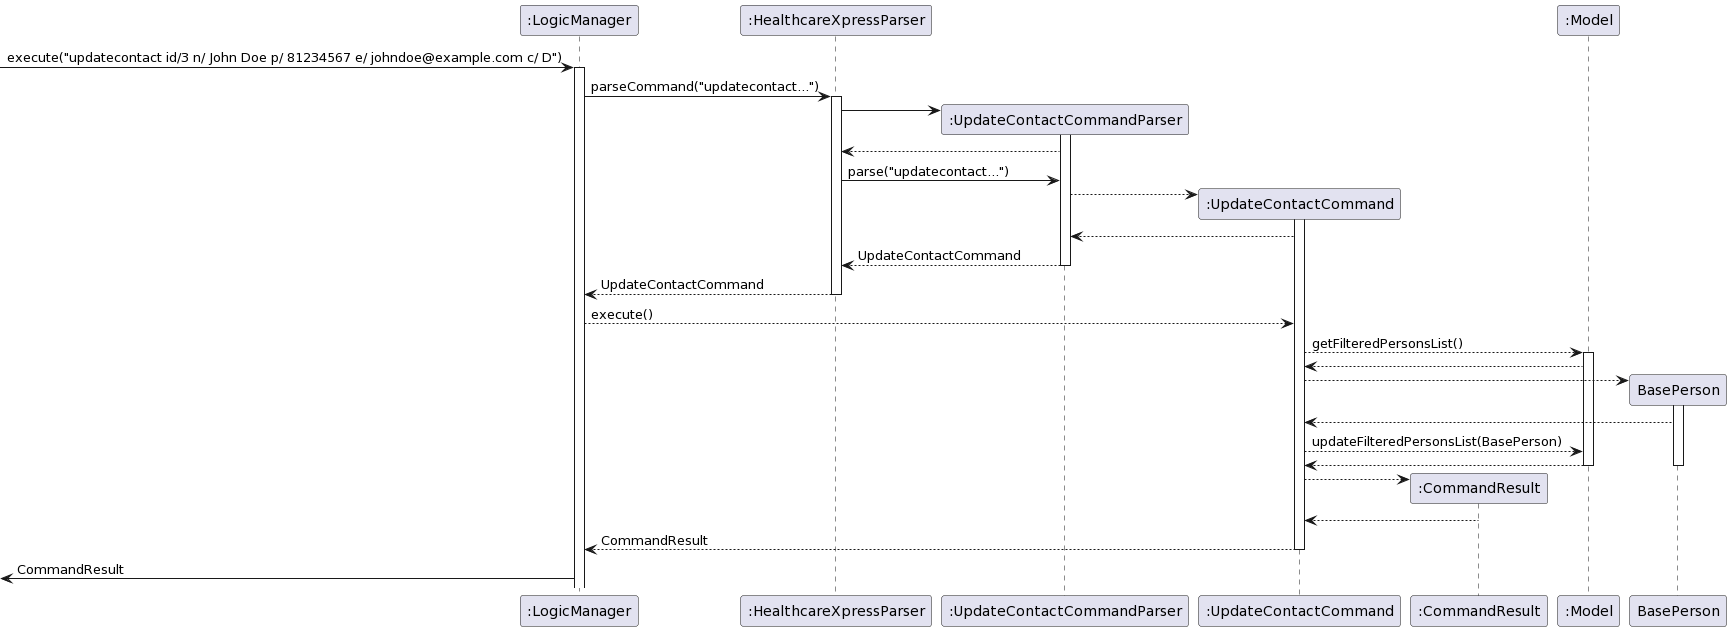 :LogicManager
:HealthcareXpressParser
:Model
execute("updatecontact id/3 n/ John Doe p/ 81234567 e/ johndoe@example.com c/ D")
parseCommand("updatecontact...")
:UpdateContactCommandParser
parse("updatecontact...")
:UpdateContactCommand
UpdateContactCommand
UpdateContactCommand
execute()
getFilteredPersonsList()
BasePerson
updateFilteredPersonsList(BasePerson)
:CommandResult
CommandResult
CommandResult
:LogicManager
:HealthcareXpressParser
:UpdateContactCommandParser
:UpdateContactCommand
:CommandResult
:Model
BasePerson